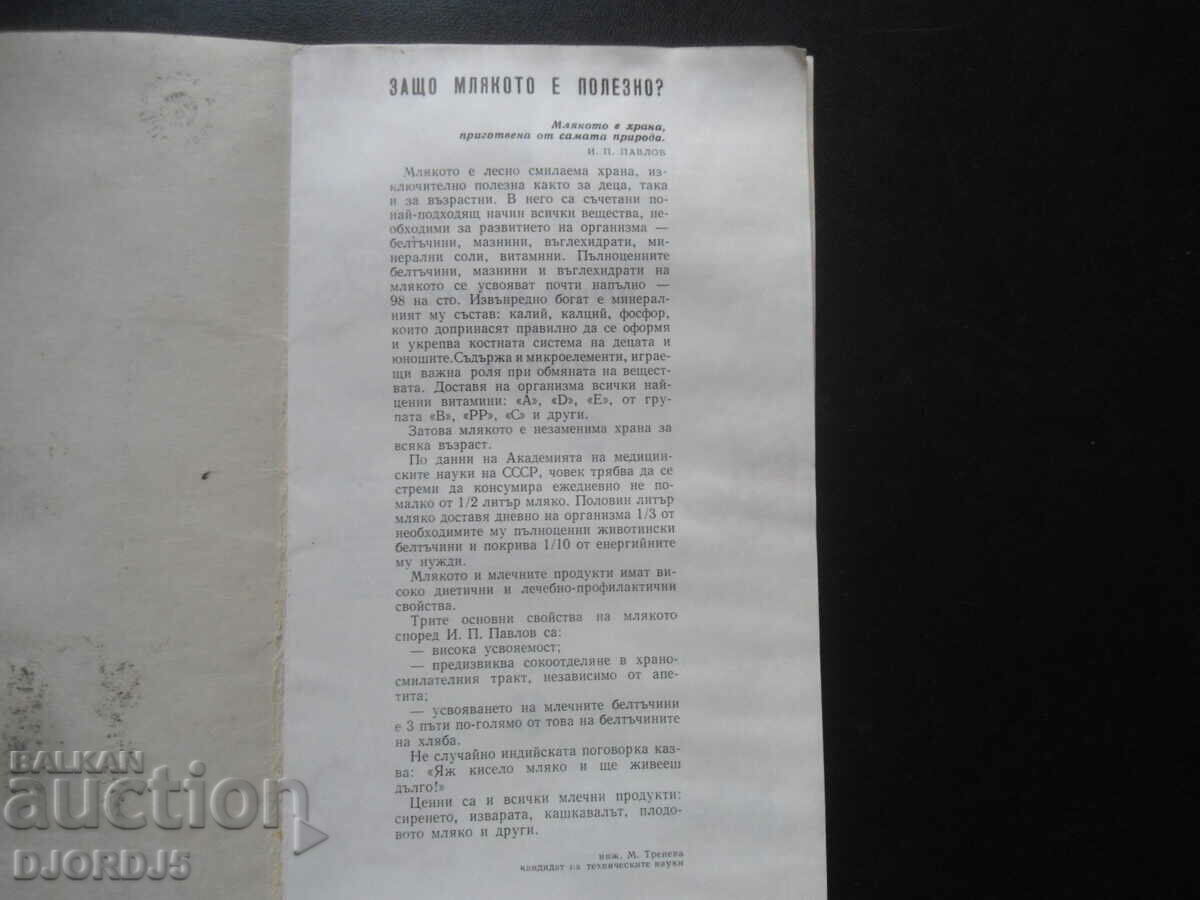 ЗАЩО МЛЯКОТО Е ПОЛЕЗНО?
Млякото е храна,
приготвена от самата природа.
И. П. ПАВЛОВ
Млякото е лесно смилаема храна, из-
ключително полезна както за деца, така
и за възрастни. В него са съчетани по-
най-подходящ начин всички вещества, не-
обходими за развитието на организма —
белтъчини, мазнини, въглехидрати, ми-
нерални соли, витамини. Пълноценните
белтъчини, мазнини и въглехидрати на
млякото се усвояват почти напълно —
98 на сто. Извънредно богат е минерал-
ният му състав: калий, калций, фосфор,
които допринасят правилно да се оформя
и укрепва костната система на децата и
юношите.Съдържа и микроелементи, играе-
щи важна роля при обмяната на вещест-
вата. Доставя на организма всички най-
ценни витамини: «А», «D», «Е», от гру-
пата «В», «РР», «С» и други.
Затова млякото е незаменима храна за
всяка възраст.
По данни на Академията на медицин-
ските науки на СССР, човек трябва да се
стреми да консумира ежедневно не по-
малко от 1/2 литър мляко. Половин литър
мляко доставя дневно на организма 1/3 от
необходимите му пълноценни животински
белтъчини и покрива 1/10 от енергийните
му нужди.
Млякото и млечните продукти имат ви-
соко диетични и лечебно-профилактични
свойства.
Трите основни свойства на млякото
според И. П. Павлов са:
— висока усвояемост;
— предизвиква сокоотделяне в храно-
смилателния тракт, независимо от апе-
тита;
— усвояването на млечните белтъчини
е 3 пъти по-голямо от това на белтъчините
на хляба.
Не случайно индийската поговорка каз-
ва: «Яж кисело мляко и ще живееш
дълго!»
Ценни са и всички млечни продукти:
сиренето, изварата, кашкавалът, плодо-
вото мляко и други.
инж. М. Тренева
кандидат на техническите науки
BALKAN
auction
DJORDJ5